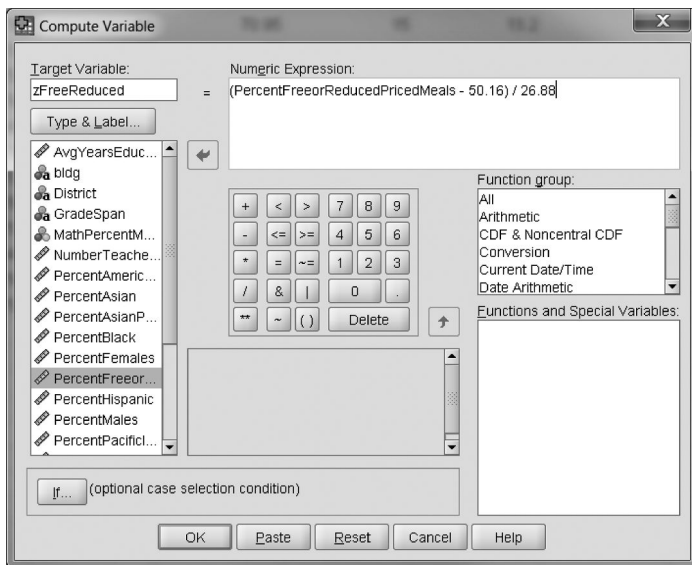 Compute Variable
X
Target Variable:
zFreeReduced
=
Numeric Expression:
(PercentFreeorReducedPricedMeals - 50.16) / 26.88
Type & Label...
AvgYearsEduc...
bldg
District
GradeSpan
MathPercentM...
NumberTeache...
PercentAmeric...
PercentAsian
PercentAsianP...
PercentBlack
PercentFemales
PercentFreeor...
PercentHispanic
PercentMales
PercentPacificI...
+ < > 7 8 9
- <= >= 4 5 6
* = ~= 1 2 3
/ & | 0 .
** ~ ( ) Delete
Function group:
All
Arithmetic
CDF & Noncentral CDF
Conversion
Current Date/Time
Date Arithmetic
Functions and Special Variables:
If... (optional case selection condition)
OK Paste Reset Cancel Help